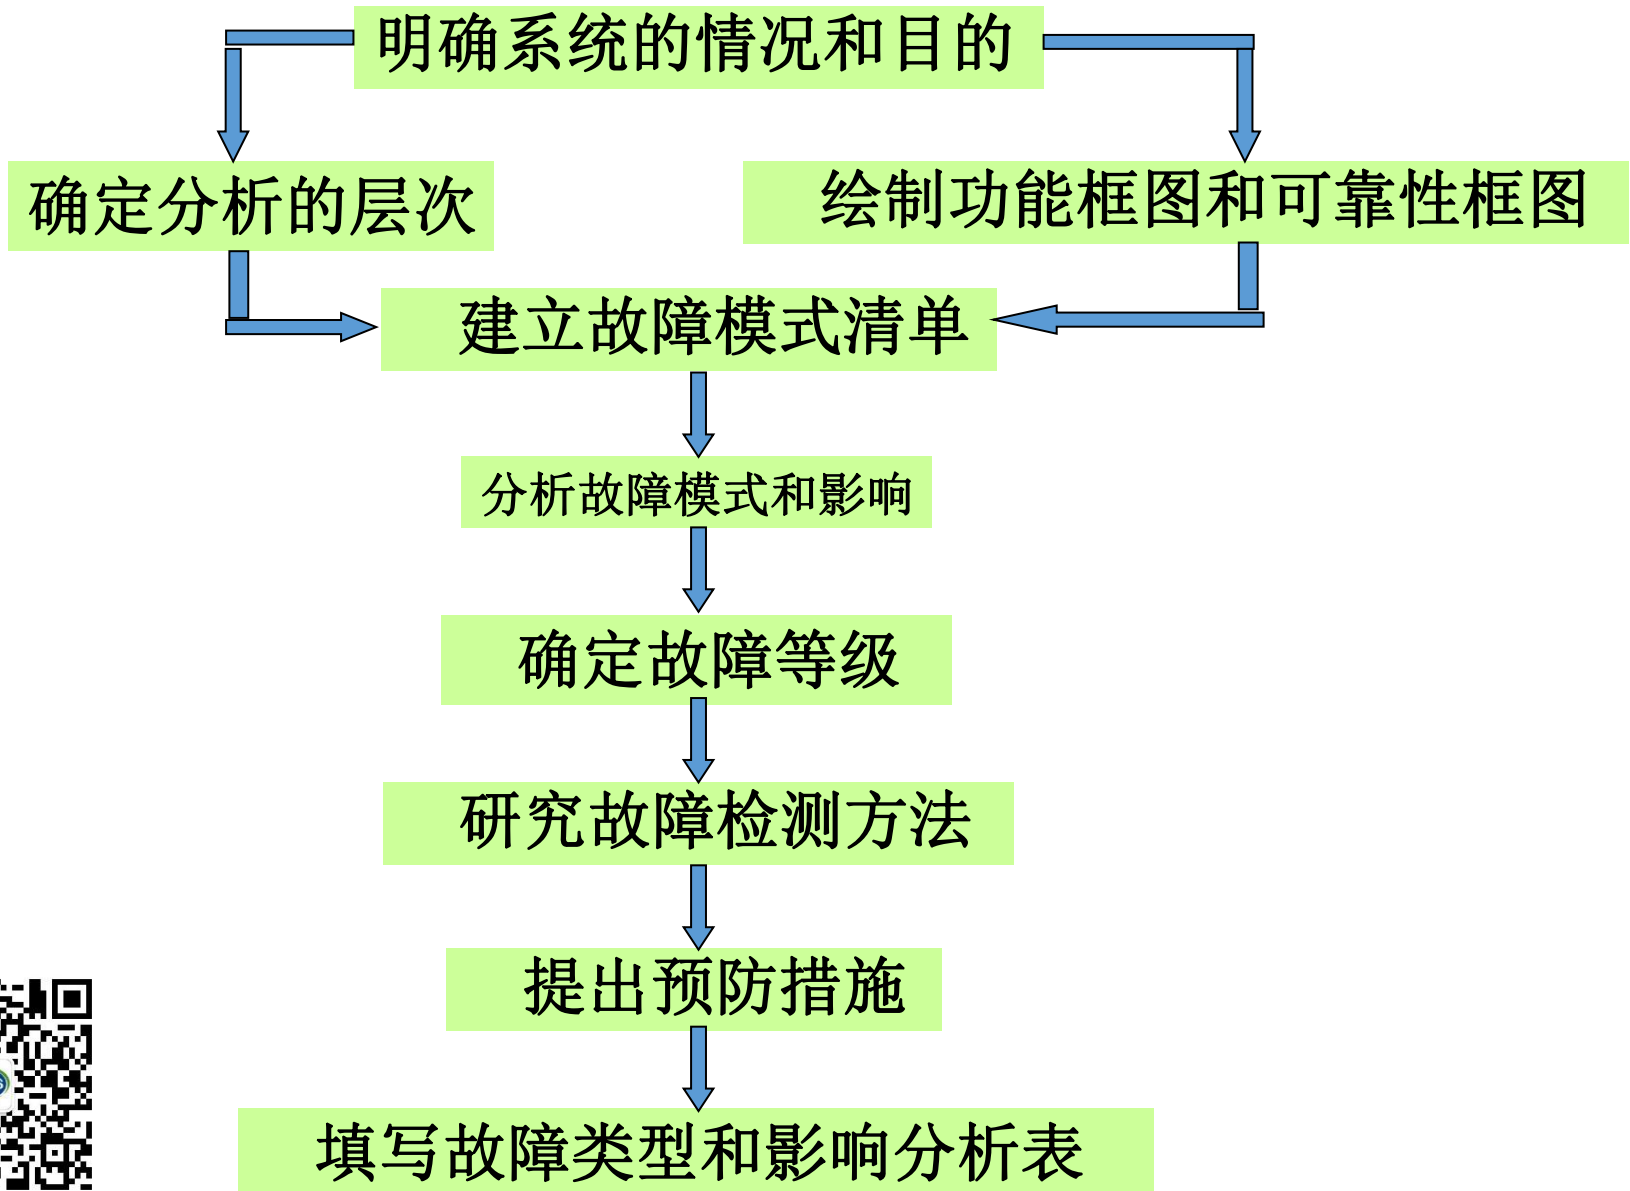 明确系统的情况和目的
确定分析的层次
绘制功能框图和可靠性框图
建立故障模式清单
分析故障模式和影响
确定故障等级
研究故障检测方法
提出预防措施
填写故障类型和影响分析表